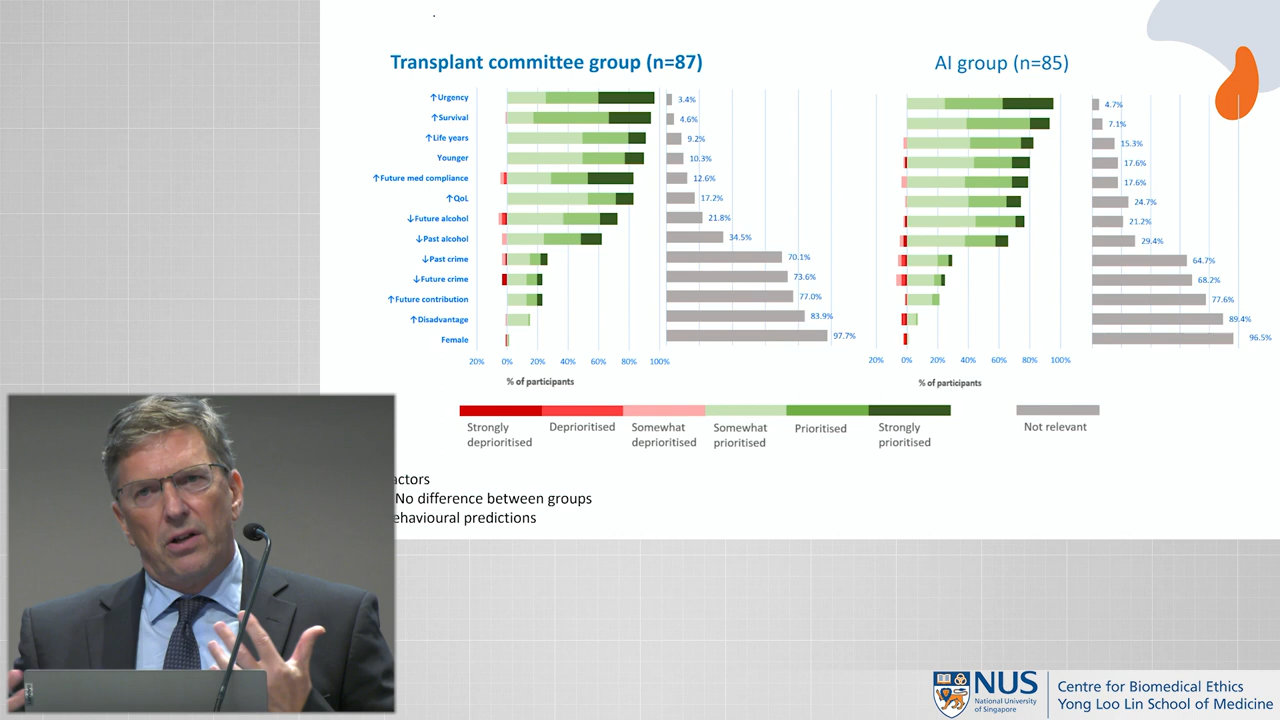 Transplant committee group (n=87)
AI group (n=85)
↑Urgency
↑Survival
↑Life years
Younger
↑Future med compliance
↑QoL
↓Future alcohol
↓Past alcohol
↓Past crime
↓Future crime
↑Future contribution
↑Disadvantage
Female
3.4%
4.6%
9.2%
10.3%
12.6%
17.2%
21.8%
34.5%
70.1%
73.6%
77.0%
83.9%
97.7%
4.7%
7.1%
15.3%
17.6%
17.6%
24.7%
21.2%
29.4%
64.7%
68.2%
77.6%
89.4%
96.5%
20% 0% 20% 40% 60% 80% 100%
20% 0% 20% 40% 60% 80% 100%
% of participants
% of participants
Strongly deprioritised
Deprioritised
Somewhat deprioritised
Somewhat prioritised
Prioritised
Strongly prioritised
Not relevant
actors
No difference between groups
ehavioural predictions
NUS
National University
of Singapore
Centre for Biomedical Ethics
Yong Loo Lin School of Medicine